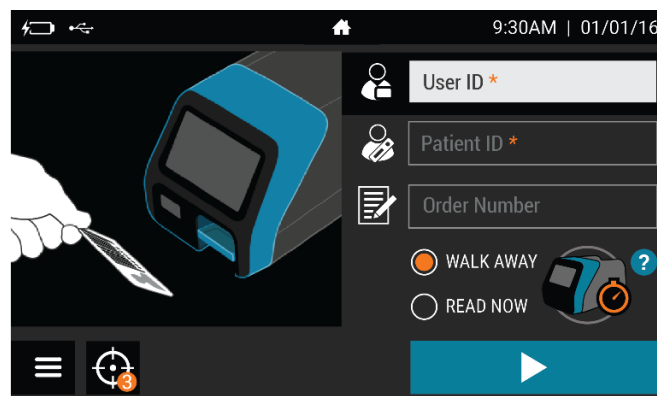 9:30AM | 01/01/16
User ID *
Patient ID *
Order Number
WALK AWAY
?
READ NOW
3